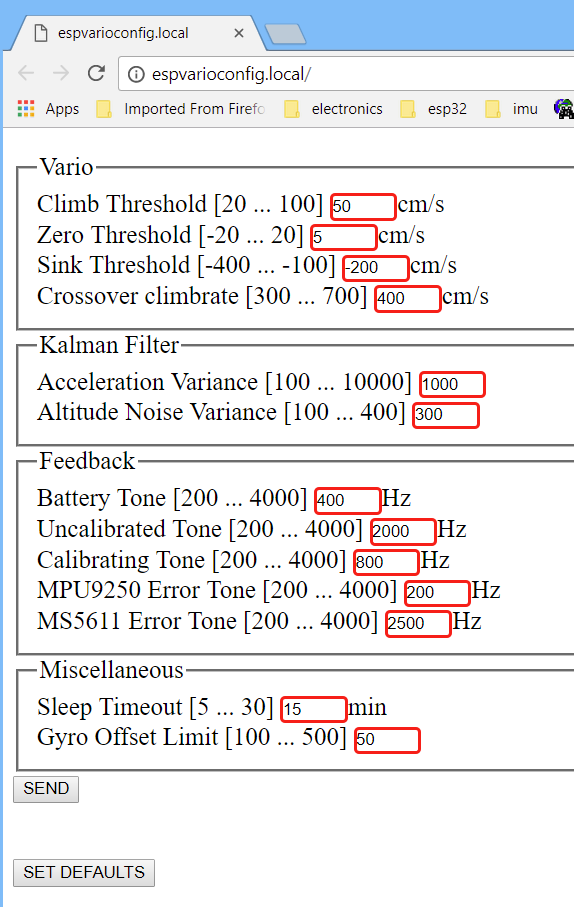 espvarioconfig.local
espvarioconfig.local/
Apps Imported From Firefo electronics esp32 imu
Vario
Climb Threshold [20 ... 100] 50 cm/s
Zero Threshold [-20 ... 20] 5 cm/s
Sink Threshold [-400 ... -100] -200 cm/s
Crossover climbrate [300 ... 700] 400 cm/s
Kalman Filter
Acceleration Variance [100 ... 10000] 1000
Altitude Noise Variance [100 ... 400] 300
Feedback
Battery Tone [200 ... 4000] 400 Hz
Uncalibrated Tone [200 ... 4000] 2000 Hz
Calibrating Tone [200 ... 4000] 800 Hz
MPU9250 Error Tone [200 ... 4000] 200 Hz
MS5611 Error Tone [200 ... 4000] 2500 Hz
Miscellaneous
Sleep Timeout [5 ... 30] 15 min
Gyro Offset Limit [100 ... 500] 50
SEND
SET DEFAULTS